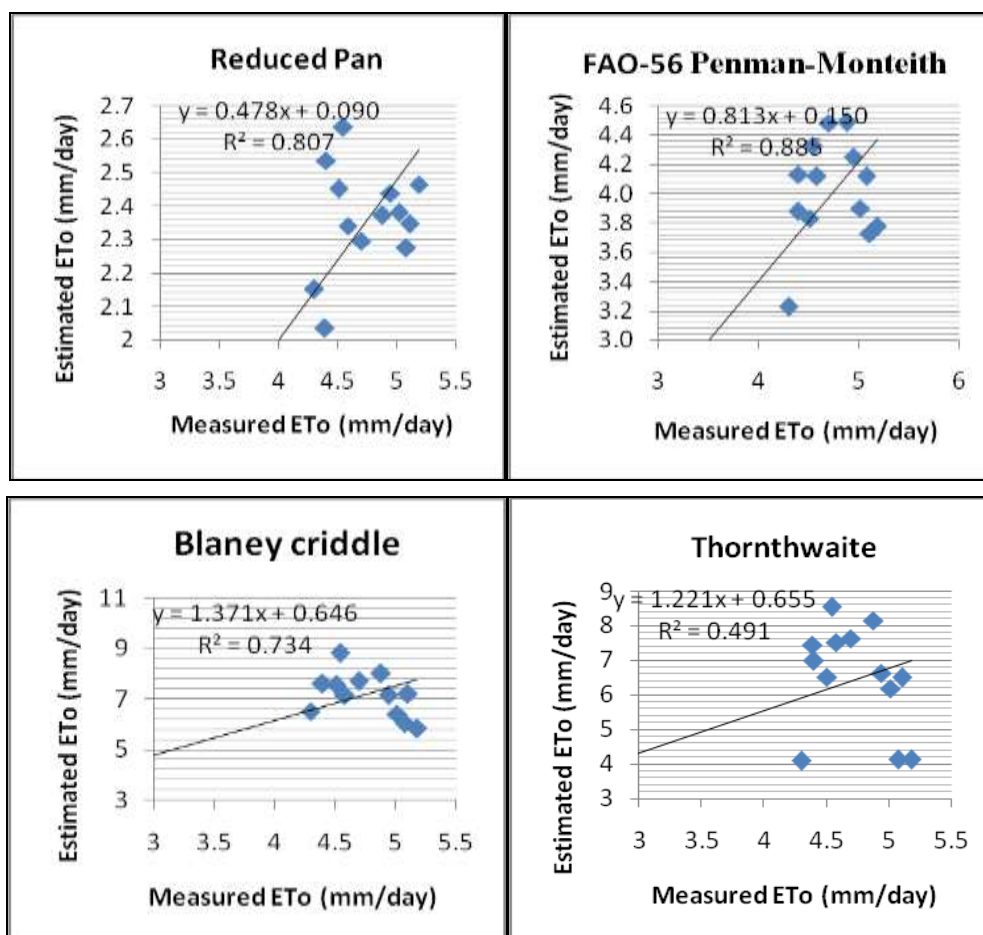 Reduced Pan
y = 0.478x + 0.090
R² = 0.807
Estimated ETo (mm/day)
2.7
2.6
2.5
2.4
2.3
2.2
2.1
2
3 3.5 4 4.5 5 5.5
Measured ETo (mm/day)
FAO-56 Penman-Monteith
y = 0.813x + 0.150
R² = 0.885
Estimated ETo (mm/day)
4.6
4.4
4.2
4.0
3.8
3.6
3.4
3.2
3.0
3 4 5 6
Measured ETo (mm/day)
Blaney criddle
y = 1.371x + 0.646
R² = 0.734
Estimated ETo (mm/day)
11
9
7
5
3
3 3.5 4 4.5 5 5.5
Measured ETo (mm/day)
Thornthwaite
y = 1.221x + 0.655
R² = 0.491
Estimated ETo (mm/day)
9
8
7
6
5
4
3
3 3.5 4 4.5 5 5.5
Measured ETo (mm/day)